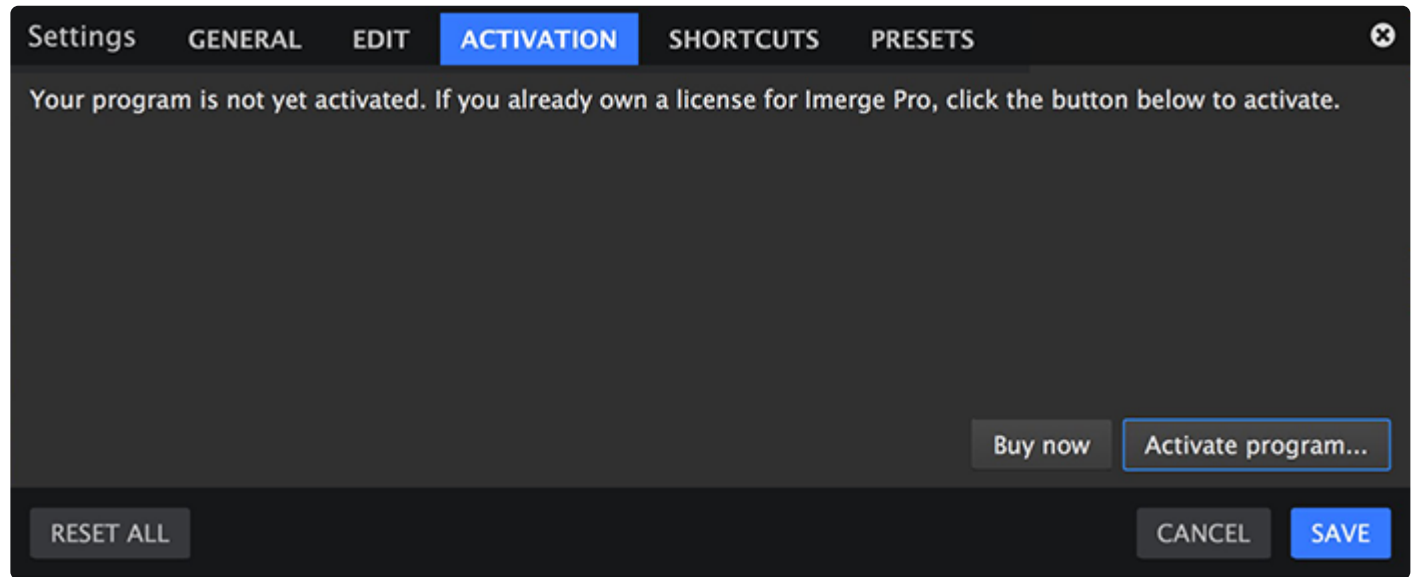 Settings GENERAL EDIT ACTIVATION SHORTCUTS PRESETS
Your program is not yet activated. If you already own a license for Imerge Pro, click the button below to activate.
Buy now Activate program...
RESET ALL CANCEL SAVE